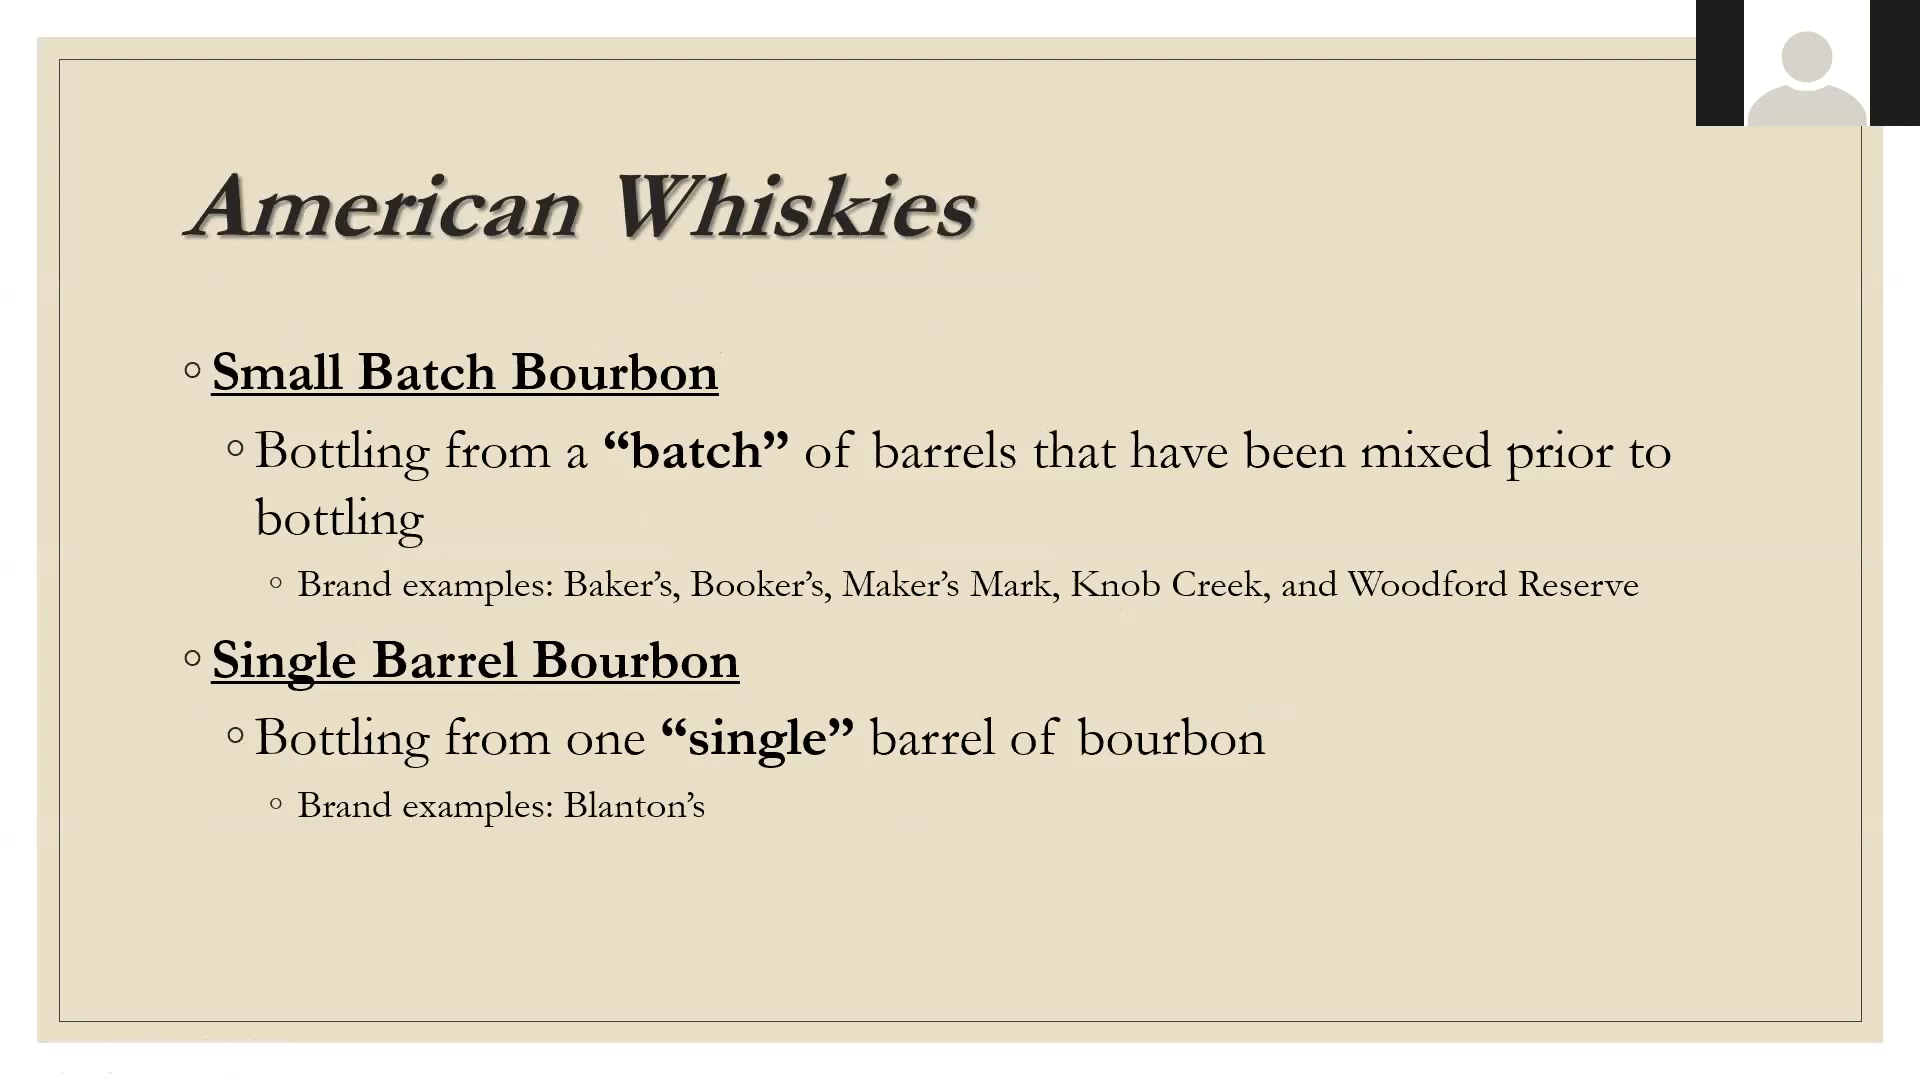 American Whiskies
Small Batch Bourbon
Bottling from a “batch” of barrels that have been mixed prior to
bottling
Brand examples: Baker’s, Booker’s, Maker’s Mark, Knob Creek, and Woodford Reserve
Single Barrel Bourbon
Bottling from one “single” barrel of bourbon
Brand examples: Blanton’s